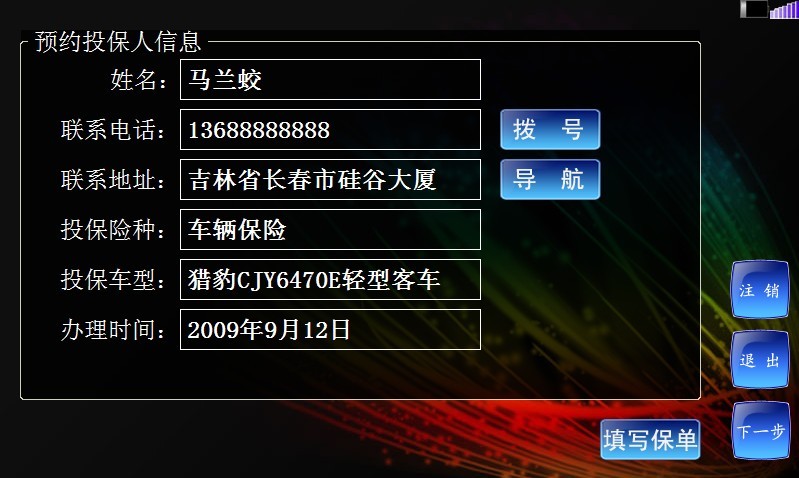 预约投保人信息
姓名：马兰蛟
联系电话：13688888888 拨 号
联系地址：吉林省长春市硅谷大厦 导 航
投保险种：车辆保险
投保车型：猎豹CJY6470E轻型客车
办理时间：2009年9月12日
注 销
退 出
下一步
填写保单